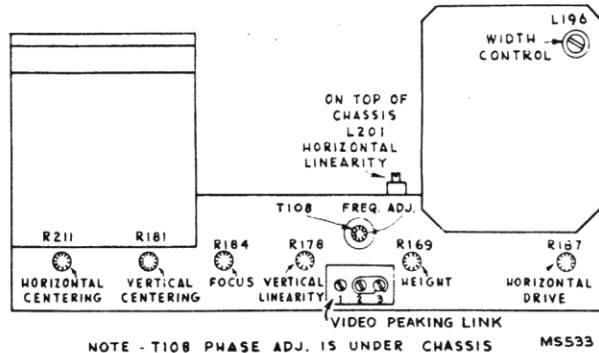 L196
WIDTH
CONTROL
ON TOP OF
CHASSIS
L201
HORIZONTAL
LINEARITY
T108 FREQ. ADJ.
R211 R181 R184 R178 R169 R187
HORIZONTAL
CENTERING
VERTICAL
CENTERING
FOCUS
VERTICAL
LINEARITY
HEIGHT
HORIZONTAL
DRIVE
1 2 3
VIDEO PEAKING LINK
NOTE - T108 PHASE ADJ. IS UNDER CHASSIS MS533